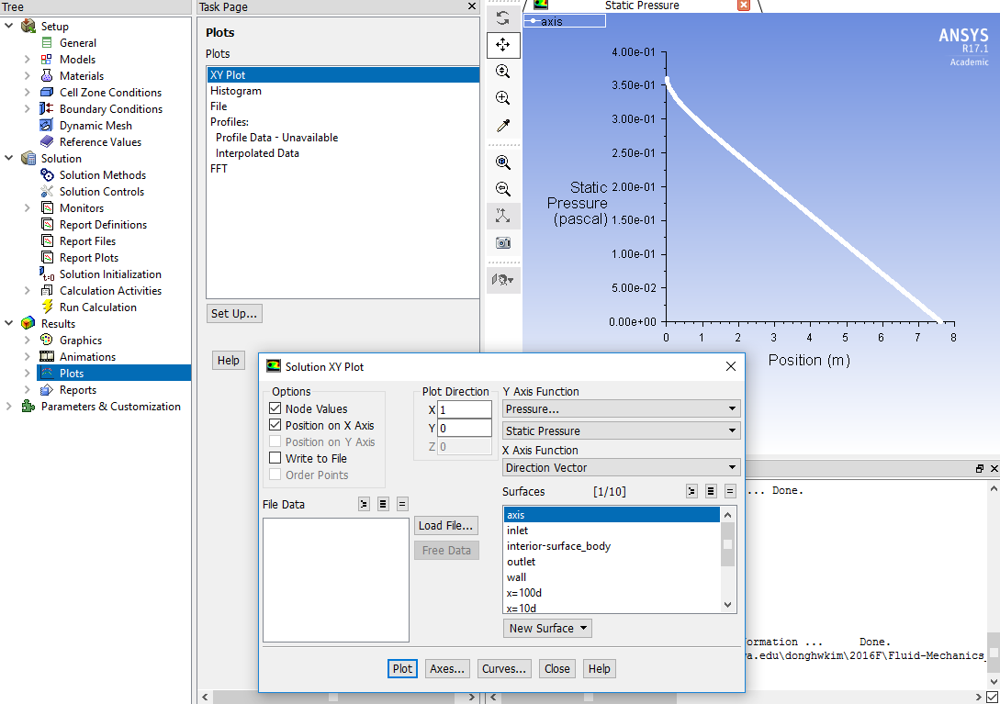 Tree
Setup
General
Models
Materials
Cell Zone Conditions
Boundary Conditions
Dynamic Mesh
Reference Values
Solution
Solution Methods
Solution Controls
Monitors
Report Definitions
Report Files
Report Plots
t=0 Solution Initialization
Calculation Activities
Run Calculation
Results
Graphics
Animations
Plots
Reports
Parameters & Customization
Task Page
Plots
Plots
XY Plot
Histogram
File
Profiles:
Profile Data - Unavailable
Interpolated Data
FFT
Set Up...
Help
Static Pressure
axis
ANSYS
R17.1
Academic
4.00e-01
3.50e-01
3.00e-01
2.50e-01
2.00e-01
1.50e-01
1.00e-01
5.00e-02
0.00e+00
Static
Pressure
(pascal)
0 1 2 3 4 5 6 7 8
Position (m)
Solution XY Plot
Options
Node Values
Position on X Axis
Position on Y Axis
Write to File
Order Points
Plot Direction
X 1
Y 0
Z 0
Y Axis Function
Pressure...
Static Pressure
X Axis Function
Direction Vector
File Data
Load File...
Free Data
Surfaces [1/10]
axis
inlet
interior-surface_body
outlet
wall
x=100d
x=10d
New Surface
Plot Axes... Curves... Close Help
... Done.
ormation ... Done.
a.edu\donghwkim\2016F\Fluid-Mechanics_